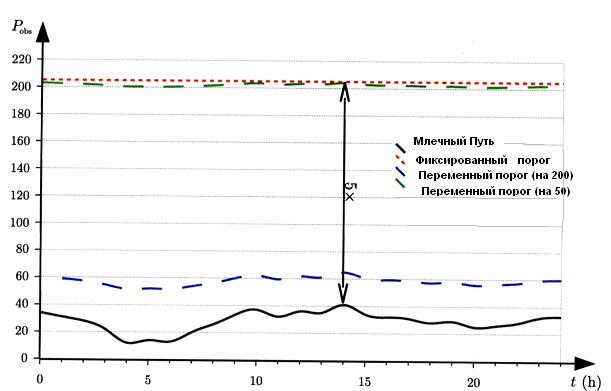 P obs
220
200
180
160
140
120
100
80
60
40
20
0
5×
Млечный Путь
Фиксированный порог
Переменный порог (на 200)
Переменный порог (на 50)
0 5 10 15 20 t (h)